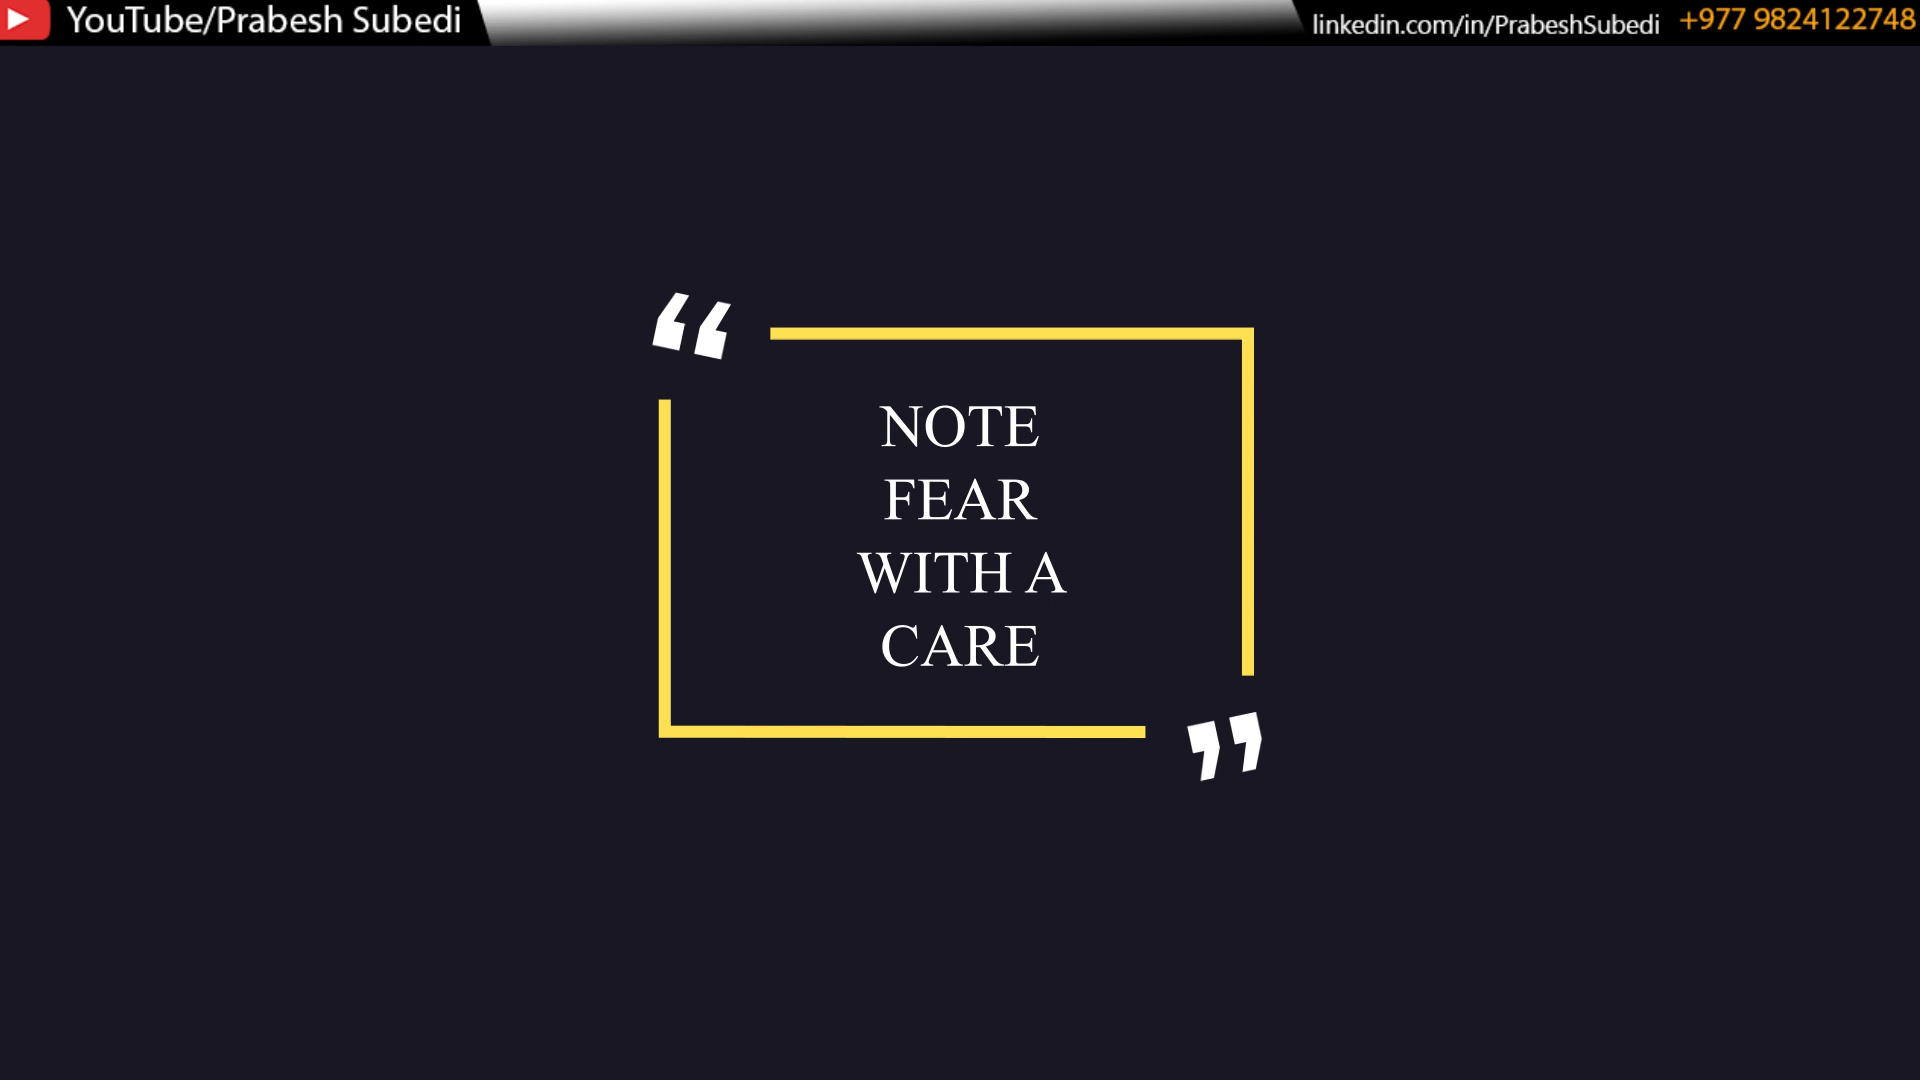 YouTube/Prabesh Subedi
linkedin.com/in/PrabeshSubedi +977 9824122748
“
NOTE
FEAR
WITH A
CARE
”